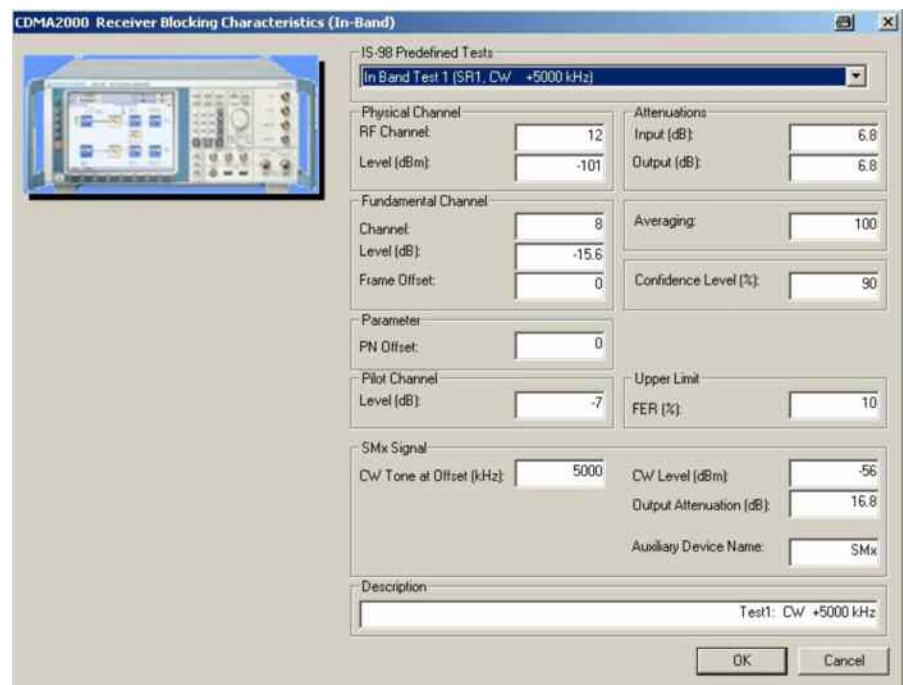 CDMA2000 Receiver Blocking Characteristics (In-Band)
IS-98 Predefined Tests
In Band Test 1 (SR1, CW +5000 kHz)
Physical Channel
RF Channel: 12
Level (dBm): -101
Attenuations
Input (dB): 6.8
Output (dB): 6.8
Fundamental Channel
Channel: 8
Level (dB): -15.6
Frame Offset: 0
Averaging: 100
Confidence Level (%): 90
Parameter
PN Offset: 0
Pilot Channel
Level (dB): -7
Upper Limit
FER (%): 10
SMx Signal
CW Tone at Offset (kHz): 5000
CW Level (dBm): -56
Output Attenuation (dB): 16.8
Auxiliary Device Name: SMx
Description
Test1: CW +5000 kHz
OK
Cancel